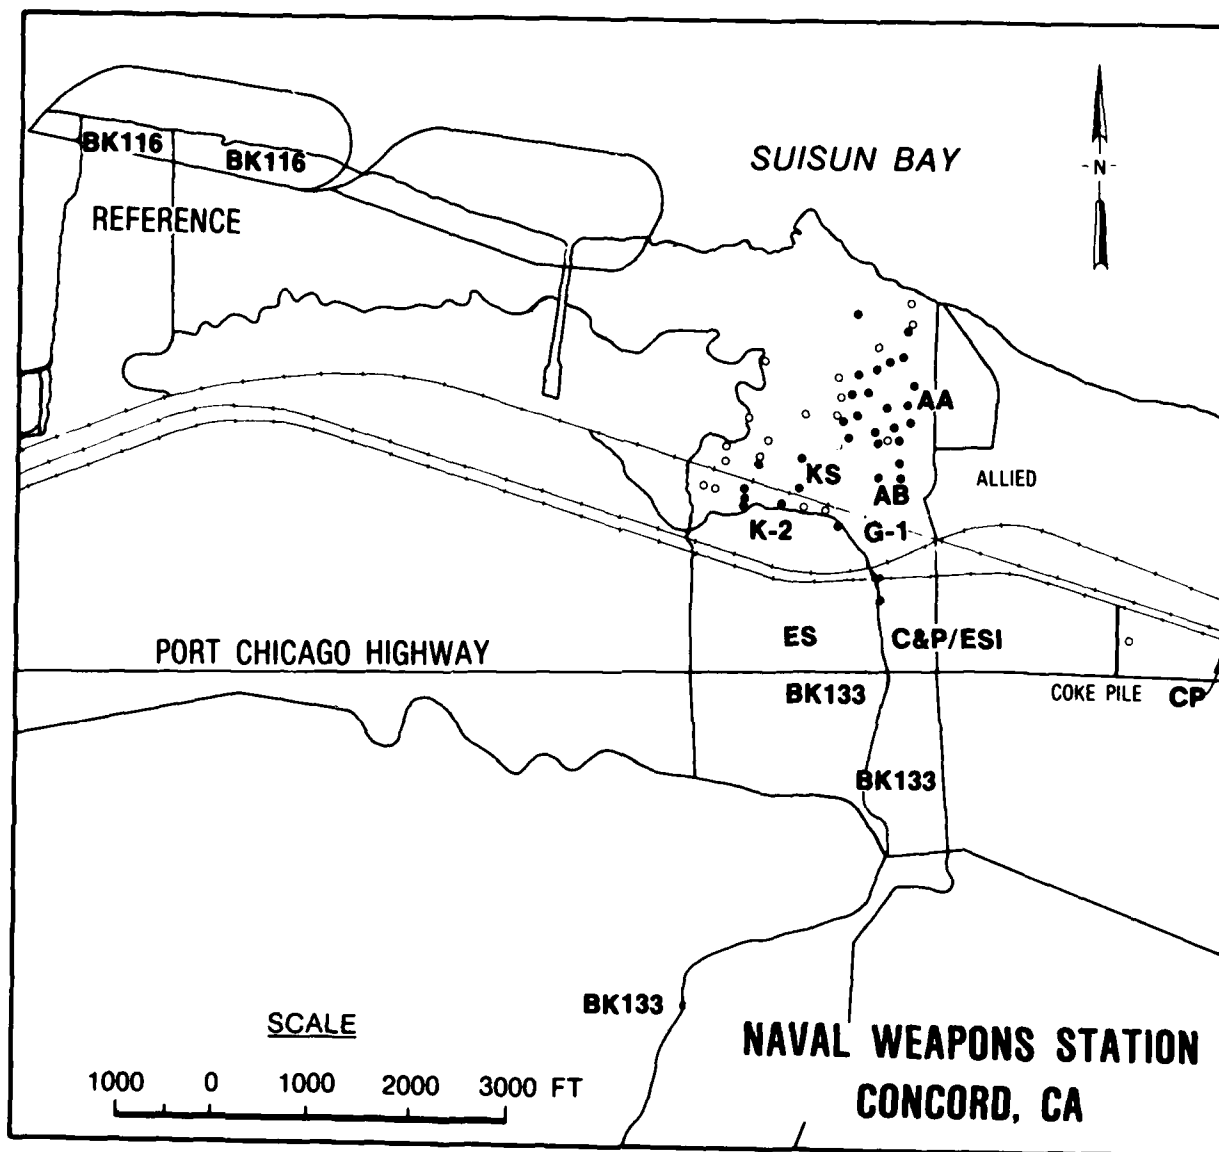 BK116
BK116
SUISUN BAY
N
REFERENCE
AA
KS
ALLIED
AB
K-2
G-1
ES
C&P/ESI
PORT CHICAGO HIGHWAY
BK133
COKE PILE
CP
BK133
BK133
SCALE
NAVAL WEAPONS STATION
CONCORD, CA
1000 0 1000 2000 3000 FT